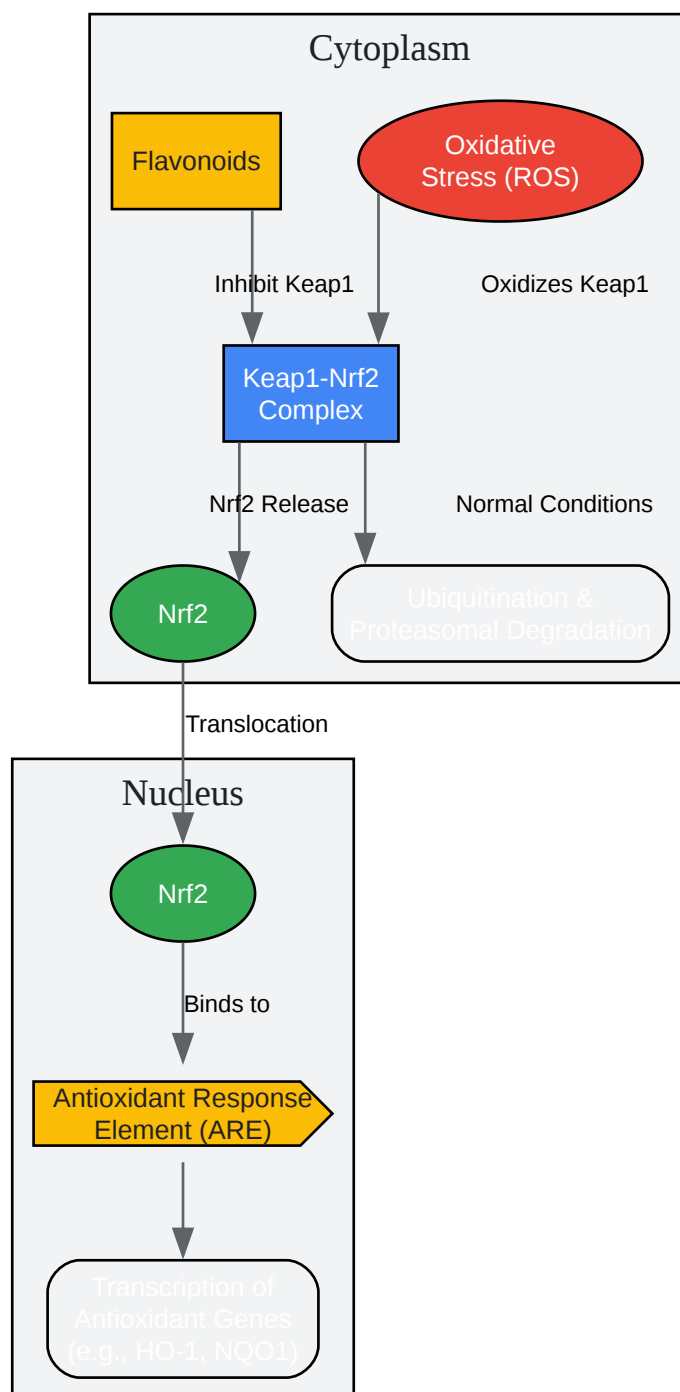 Cytoplasm
Flavonoids
Oxidative
Stress (ROS)
Inhibit Keap1
Oxidizes Keap1
Keap1-Nrf2
Complex
Nrf2 Release
Normal Conditions
Nrf2
Ubiquitination &
Proteasomal Degradation
Translocation
Nucleus
Nrf2
Binds to
Antioxidant Response
Element (ARE)
Transcription of
Antioxidant Genes
(e.g., HO-1, NQO1)